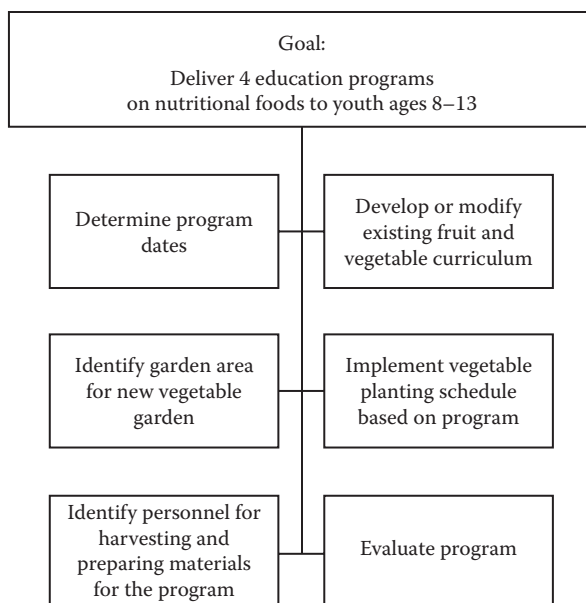 Goal:
Deliver 4 education programs
on nutritional foods to youth ages 8–13
Determine program
dates
Develop or modify
existing fruit and
vegetable curriculum
Identify garden area
for new vegetable
garden
Implement vegetable
planting schedule
based on program
Identify personnel for
harvesting and
preparing materials
for the program
Evaluate program